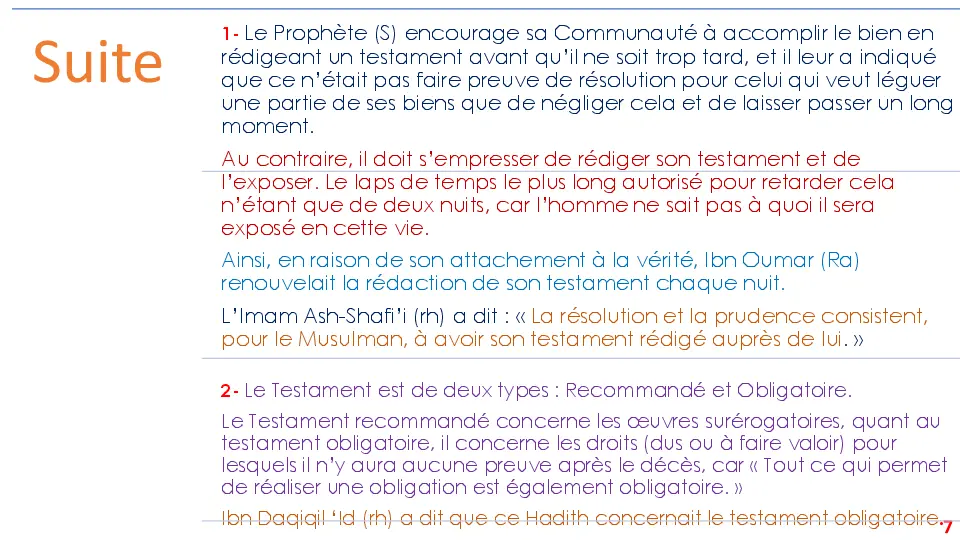 Suite
1- Le Prophète (S) encourage sa Communauté à accomplir le bien en
rédigeant un testament avant qu’il ne soit trop tard, et il leur a indiqué
que ce n’était pas faire preuve de résolution pour celui qui veut léguer
une partie de ses biens que de négliger cela et de laisser passer un long
moment.
Au contraire, il doit s’empresser de rédiger son testament et de
l’exposer. Le laps de temps le plus long autorisé pour retarder cela
n’étant que de deux nuits, car l’homme ne sait pas à quoi il sera
exposé en cette vie.
Ainsi, en raison de son attachement à la vérité, Ibn Oumar (Ra)
renouvelait la rédaction de son testament chaque nuit.
L’Imam Ash-Shafi’i (rh) a dit : « La résolution et la prudence consistent,
pour le Musulman, à avoir son testament rédigé auprès de lui. »
2- Le Testament est de deux types : Recommandé et Obligatoire.
Le Testament recommandé concerne les œuvres surérogatoires, quant au
testament obligatoire, il concerne les droits (dus ou à faire valoir) pour
lesquels il n’y aura aucune preuve après le décès, car « Tout ce qui permet
de réaliser une obligation est également obligatoire. »
Ibn Daqiqil ‘Id (rh) a dit que ce Hadith concernait le testament obligatoire.
7